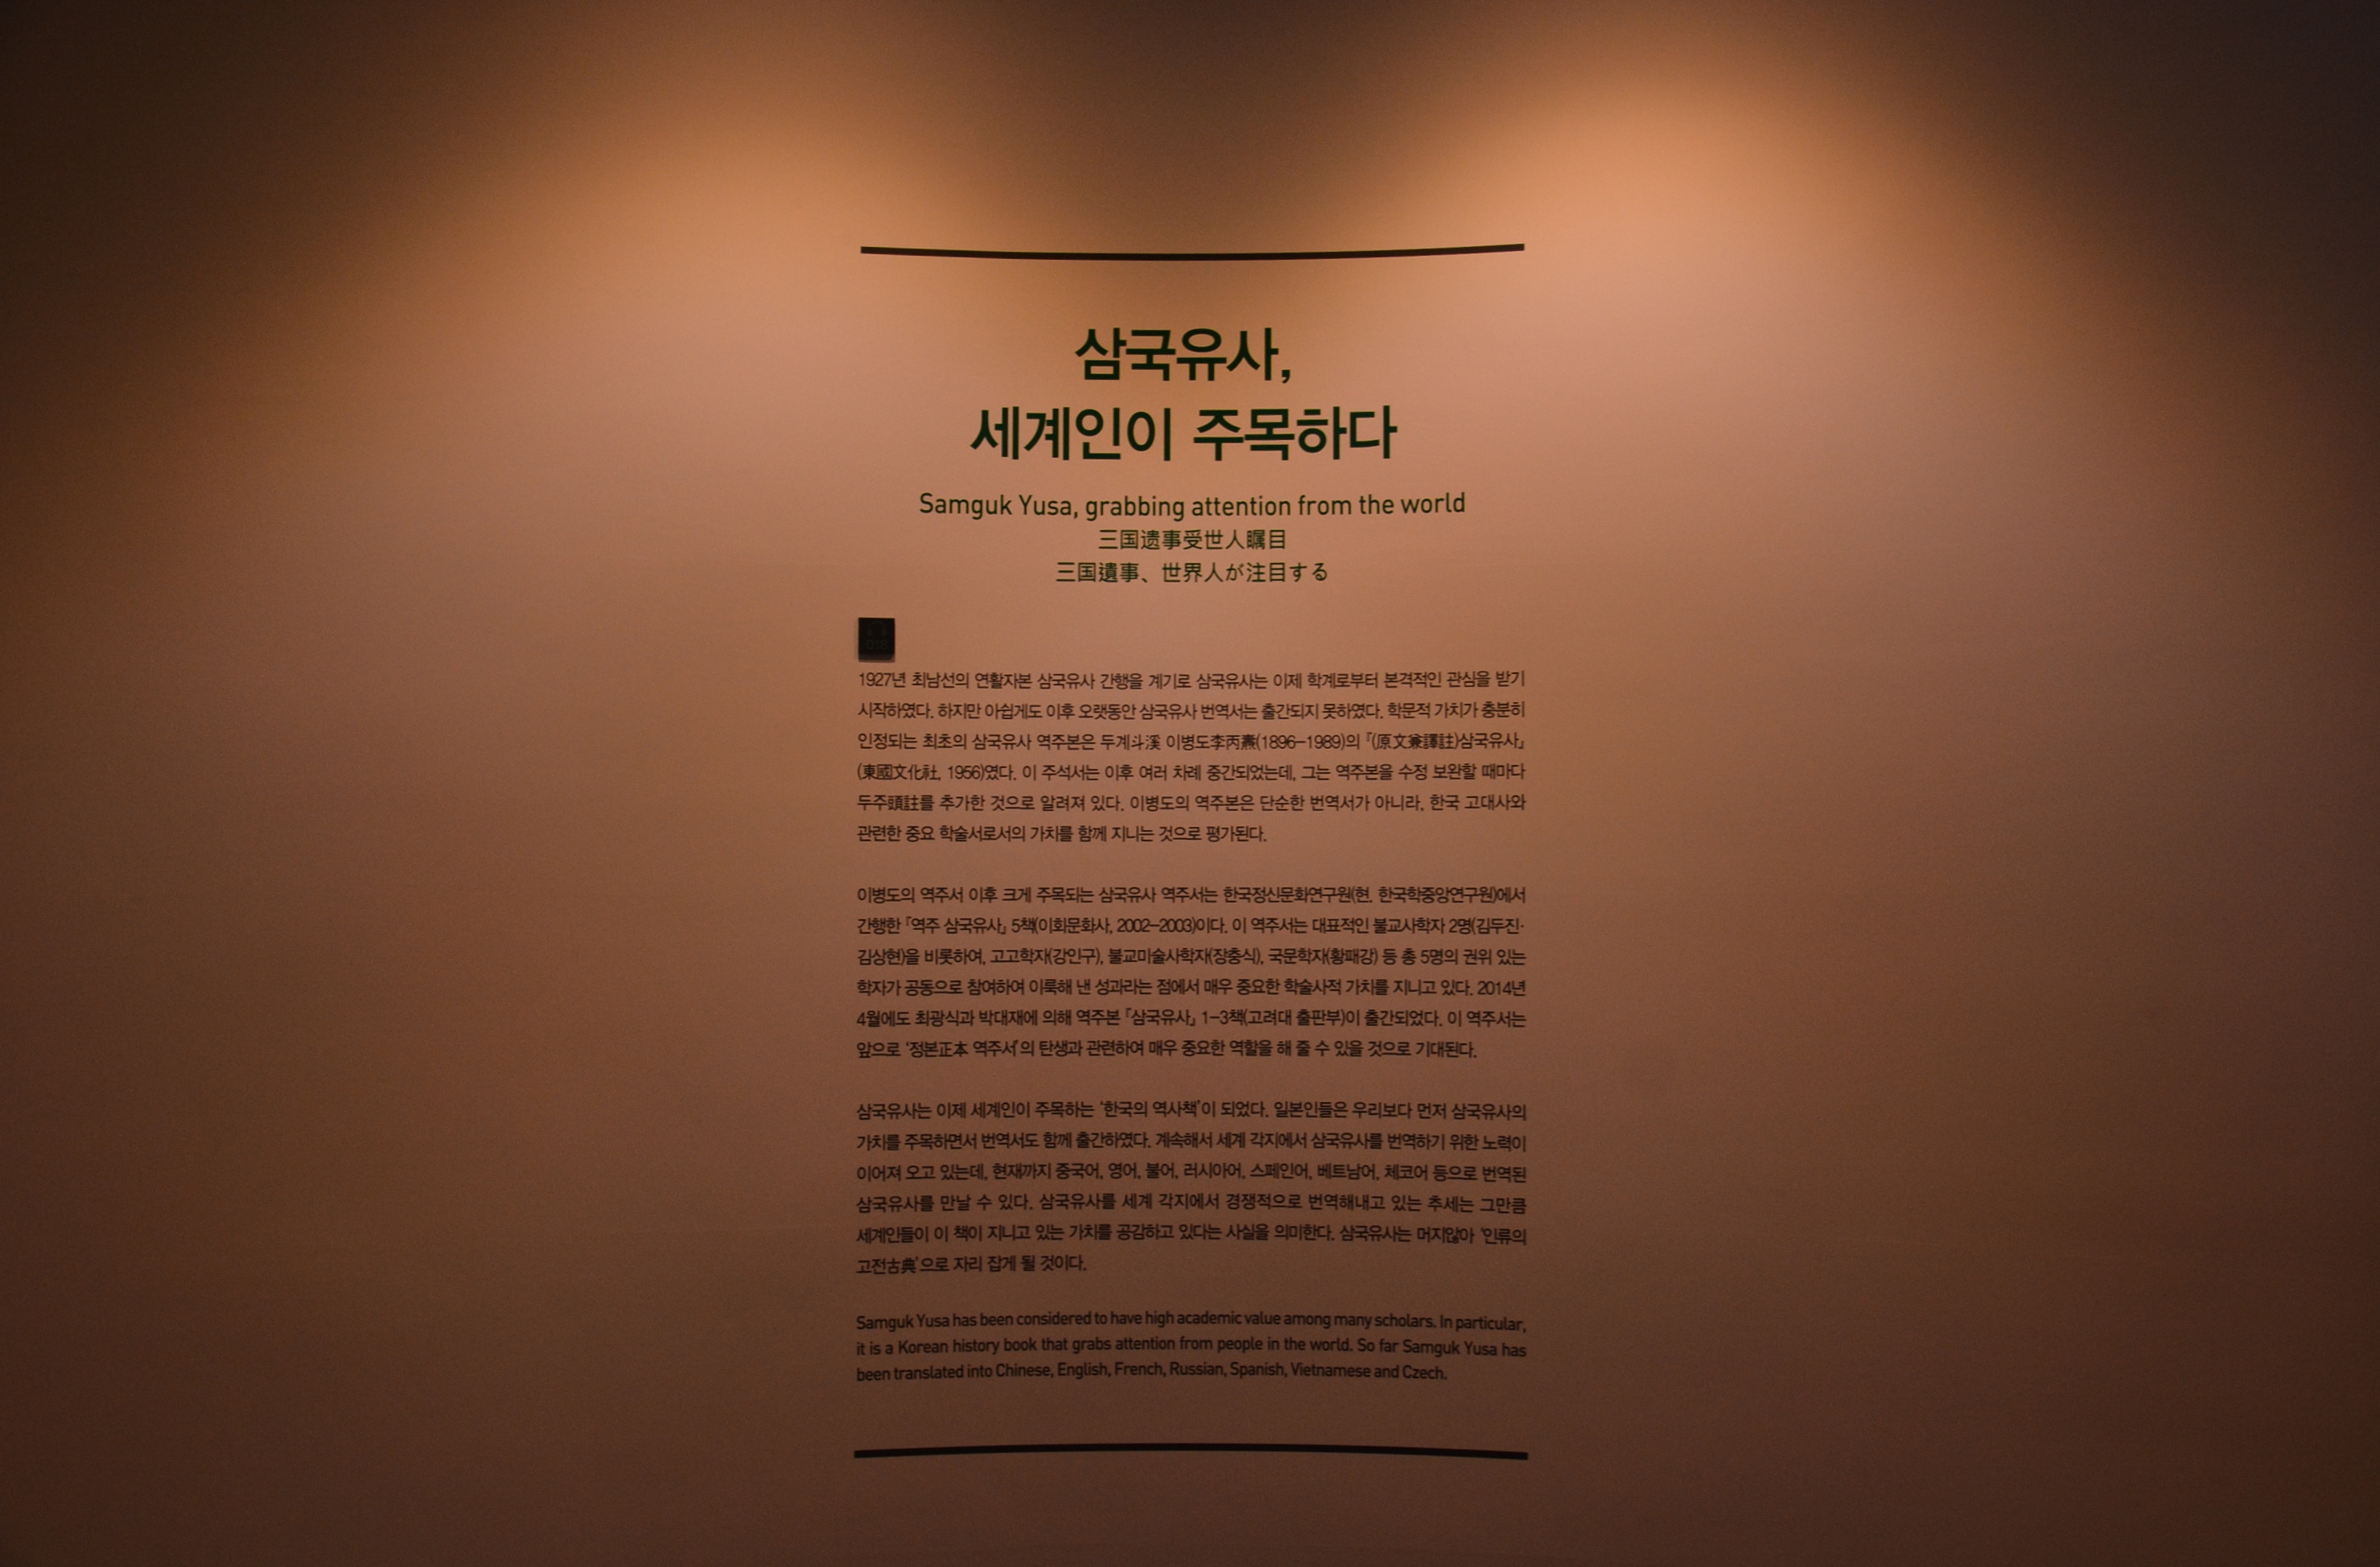 삼국유사,
세계인이 주목하다
Samguk Yusa, grabbing attention from the world
三国遗事受世人瞩目
三国遺事、世界人が注目する
1927년 최남선의 연활자본 삼국유사 간행을 계기로 삼국유사는 이제 학계로부터 본격적인 관심을 받기
시작하였다. 하지만 아쉽게도 이후 오랫동안 삼국유사 번역서는 출간되지 못하였다. 학문적 가치가 충분히
인정되는 최초의 삼국유사 역주본은 두계斗溪 이병도李丙燾(1896-1989)의 『(原文兼譯註)삼국유사』
(東國文化社, 1956)였다. 이 주석서는 이후 여러 차례 중간되었는데, 그는 역주본을 수정 보완할 때마다
두주頭註를 추가한 것으로 알려져 있다. 이병도의 역주본은 단순한 번역서가 아니라, 한국 고대사와
관련한 중요 학술서로서의 가치를 함께 지니는 것으로 평가된다.
이병도의 역주서 이후 크게 주목되는 삼국유사 역주서는 한국정신문화연구원(현. 한국학중앙연구원)에서
간행한 『역주 삼국유사』 5책(이회문화사, 2002-2003)이다. 이 역주서는 대표적인 불교사학자 2명(김두진·
김상현)을 비롯하여, 고고학자(강인구), 불교미술사학자(장충식), 국문학자(황패강) 등 총 5명의 권위 있는
학자가 공동으로 참여하여 이룩해 낸 성과라는 점에서 매우 중요한 학술사적 가치를 지니고 있다. 2014년
4월에도 최광식과 박대재에 의해 역주본 『삼국유사』 1-3책(고려대 출판부)이 출간되었다. 이 역주서는
앞으로 '정본正本 역주서'의 탄생과 관련하여 매우 중요한 역할을 해 줄 수 있을 것으로 기대된다.
삼국유사는 이제 세계인이 주목하는 '한국의 역사책'이 되었다. 일본인들은 우리보다 먼저 삼국유사의
가치를 주목하면서 번역서도 함께 출간하였다. 계속해서 세계 각지에서 삼국유사를 번역하기 위한 노력이
이어져 오고 있는데, 현재까지 중국어, 영어, 불어, 러시아어, 스페인어, 베트남어, 체코어 등으로 번역된
삼국유사를 만날 수 있다. 삼국유사를 세계 각지에서 경쟁적으로 번역해내고 있는 추세는 그만큼
세계인들이 이 책이 지니고 있는 가치를 공감하고 있다는 사실을 의미한다. 삼국유사는 머지않아 '인류의
고전古典'으로 자리 잡게 될 것이다.
Samguk Yusa has been considered to have high academic value among many scholars. In particular,
it is a Korean history book that grabs attention from people in the world. So far Samguk Yusa has
been translated into Chinese, English, French, Russian, Spanish, Vietnamese and Czech.